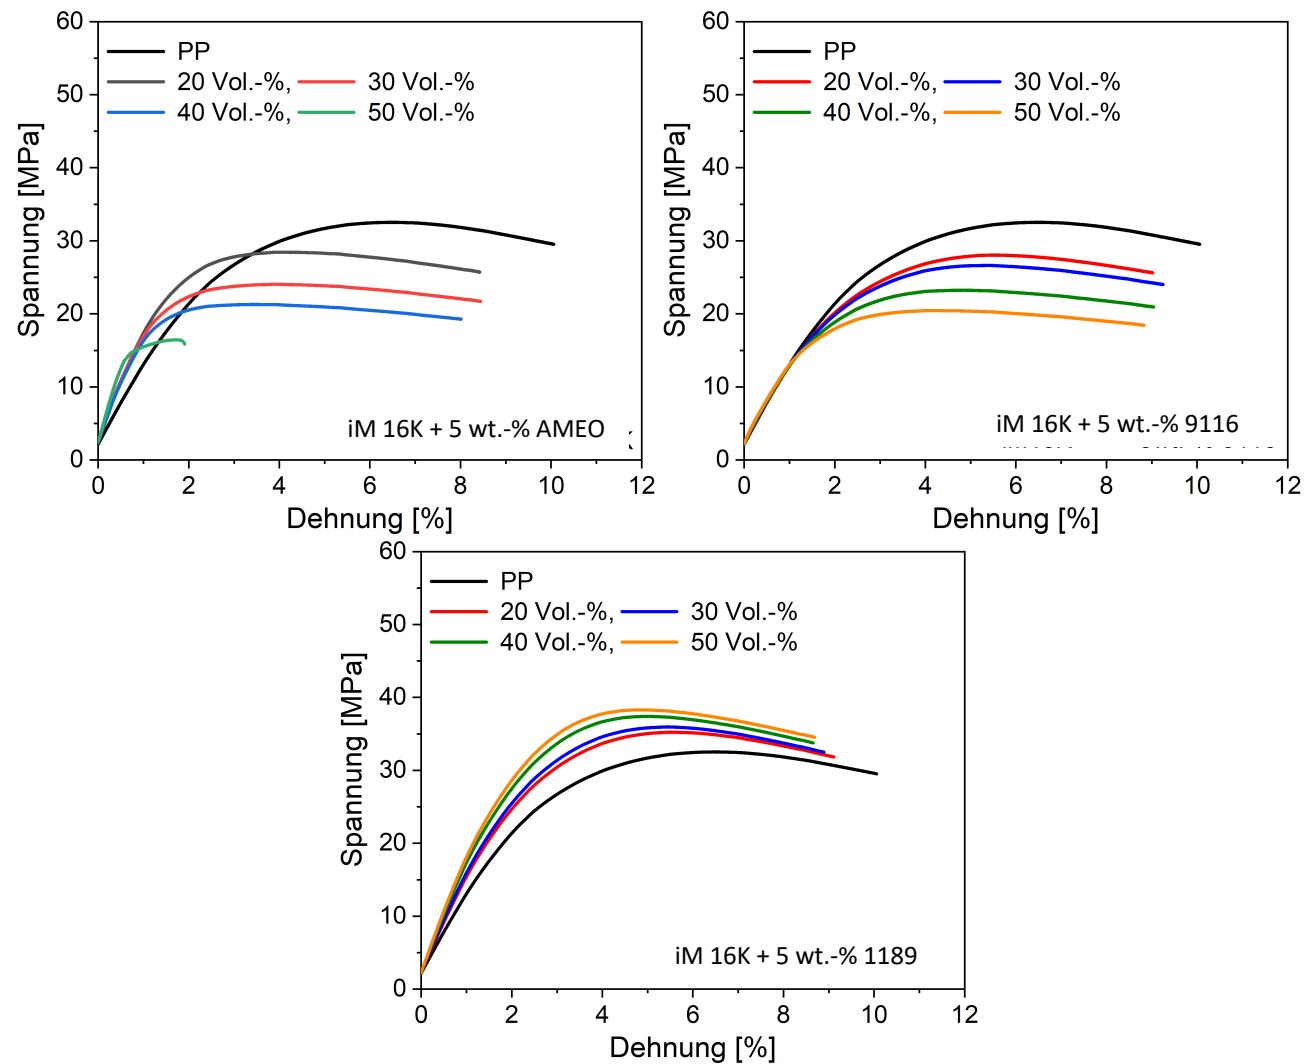 60
50
40
30
20
10
0
Spannung [MPa]
PP
20 Vol.-%, 30 Vol.-%
40 Vol.-%, 50 Vol.-%
iM 16K + 5 wt.-% AMEO
0 2 4 6 8 10 12
Dehnung [%]
60
50
40
30
20
10
0
Spannung [MPa]
PP
20 Vol.-%, 30 Vol.-%
40 Vol.-%, 50 Vol.-%
iM 16K + 5 wt.-% 9116
0 2 4 6 8 10 12
Dehnung [%]
60
50
40
30
20
10
0
Spannung [MPa]
PP
20 Vol.-%, 30 Vol.-%
40 Vol.-%, 50 Vol.-%
iM 16K + 5 wt.-% 1189
0 2 4 6 8 10 12
Dehnung [%]